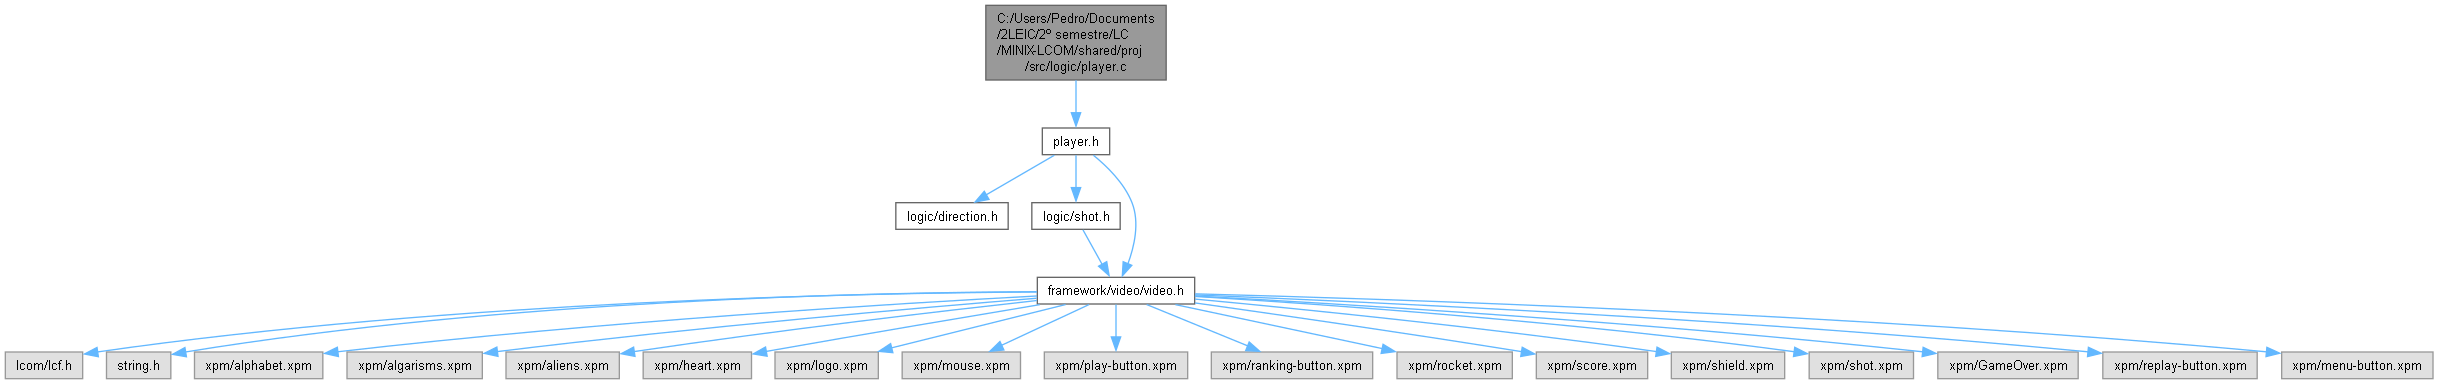 C:/Users/Pedro/Documents
/2LEIC/2º semestre/LC
/MINIX-LCOM/shared/proj
/src/logic/player.c
player.h
logic/direction.h
logic/shot.h
framework/video/video.h
lcom/lcf.h
string.h
xpm/alphabet.xpm
xpm/algarisms.xpm
xpm/aliens.xpm
xpm/heart.xpm
xpm/logo.xpm
xpm/mouse.xpm
xpm/play-button.xpm
xpm/ranking-button.xpm
xpm/rocket.xpm
xpm/score.xpm
xpm/shield.xpm
xpm/shot.xpm
xpm/GameOver.xpm
xpm/replay-button.xpm
xpm/menu-button.xpm